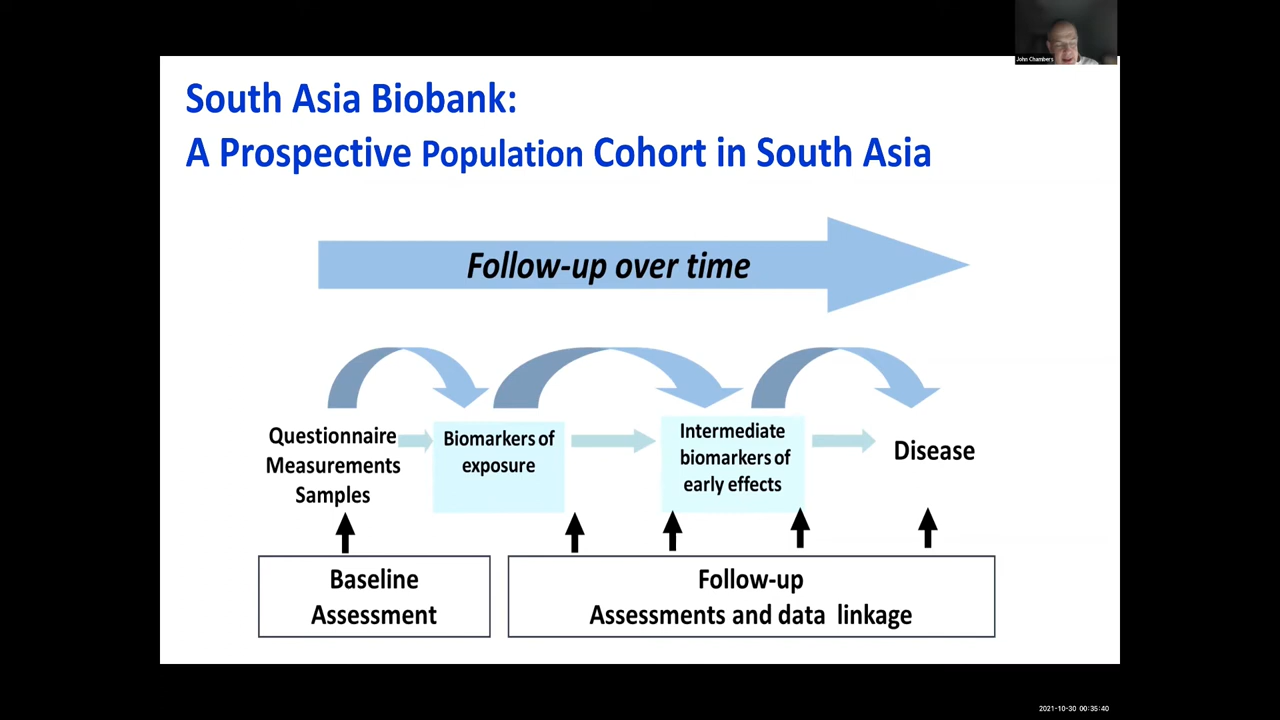 John Chambers
South Asia Biobank:
A Prospective Population Cohort in South Asia
Follow-up over time
Questionnaire
Measurements
Samples
Biomarkers of
exposure
Intermediate
biomarkers of
early effects
Disease
Baseline
Assessment
Follow-up
Assessments and data linkage
2021-10-30 00:35:40